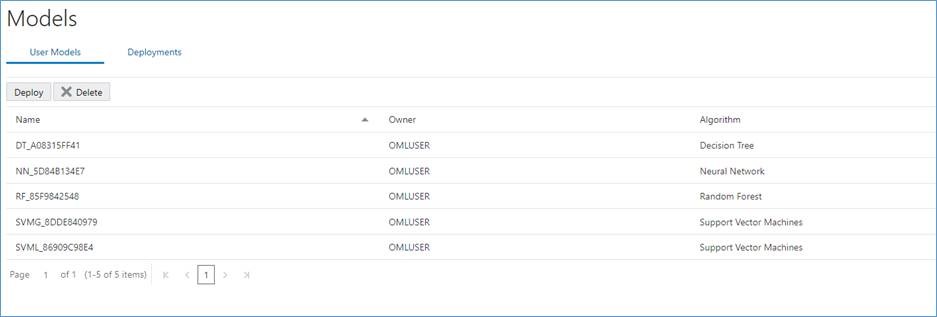 Models
User Models Deployments
Deploy Delete
Name Owner Algorithm
DT_A08315FF41 OMLUSER Decision Tree
NN_5D84B134E7 OMLUSER Neural Network
RF_85F9842548 OMLUSER Random Forest
SVMG_8DDE840979 OMLUSER Support Vector Machines
SVML_86909C98E4 OMLUSER Support Vector Machines
Page 1 of 1 (1-5 of 5 items) 1